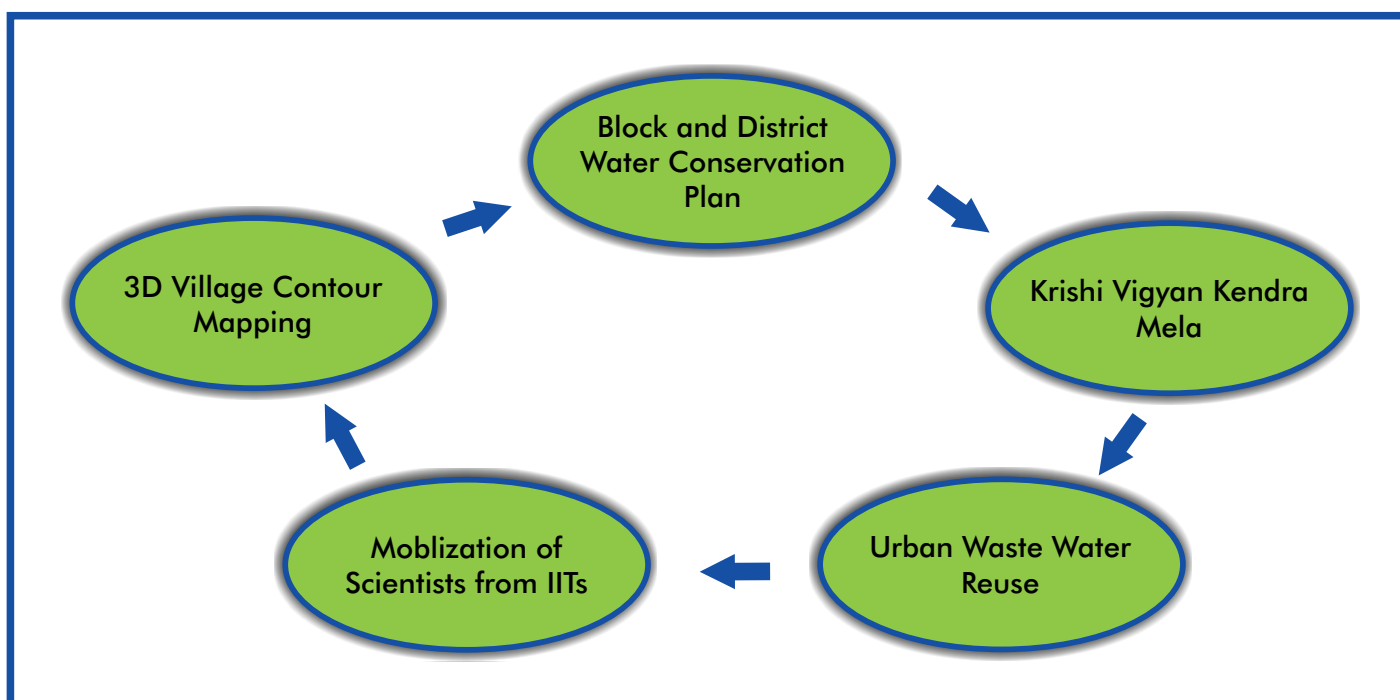 Block and District
Water Conservation
Plan
Krishi Vigyan Kendra
Mela
Urban Waste Water
Reuse
Moblization of
Scientists from IITs
3D Village Contour
Mapping